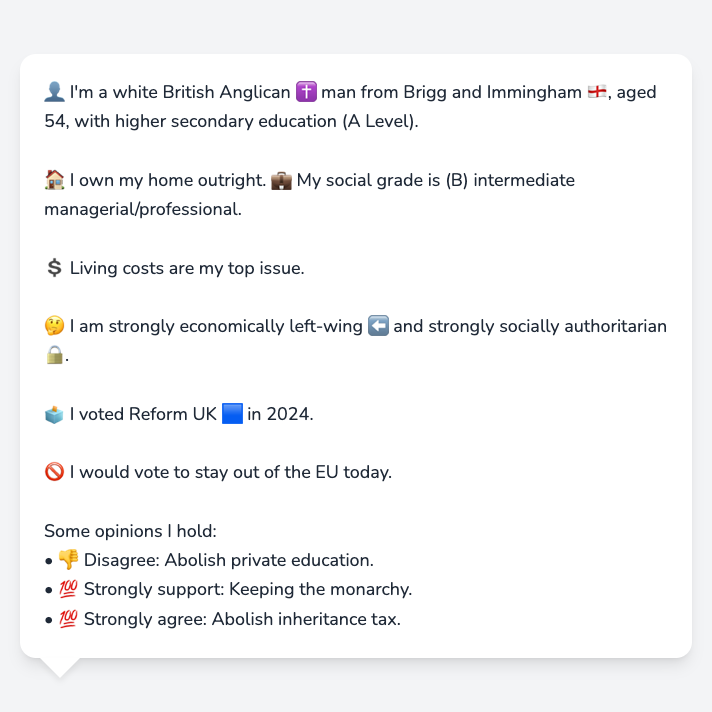 👤 I'm a white British Anglican ✝️ man from Brigg and Immingham 🏴󠁧󠁢󠁥󠁮󠁧󠁿, aged
54, with higher secondary education (A Level).
🏠 I own my home outright. 💼 My social grade is (B) intermediate
managerial/professional.
💲 Living costs are my top issue.
🤔 I am strongly economically left-wing ⬅️ and strongly socially authoritarian
🔒.
🗳️ I voted Reform UK 🟦 in 2024.
🚫 I would vote to stay out of the EU today.
Some opinions I hold:
• 👎 Disagree: Abolish private education.
• 💯 Strongly support: Keeping the monarchy.
• 💯 Strongly agree: Abolish inheritance tax.